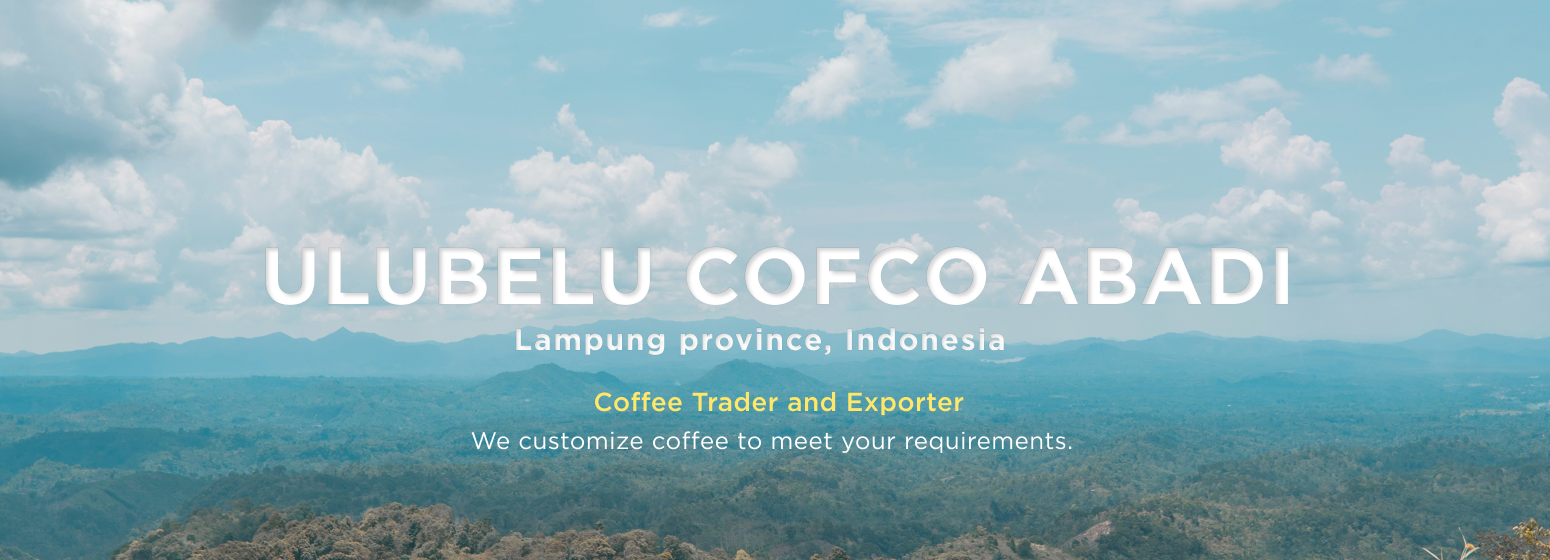 ULUBELU COFCO ABADI
Lampung province, Indonesia
Coffee Trader and Exporter
We customize coffee to meet your requirements.